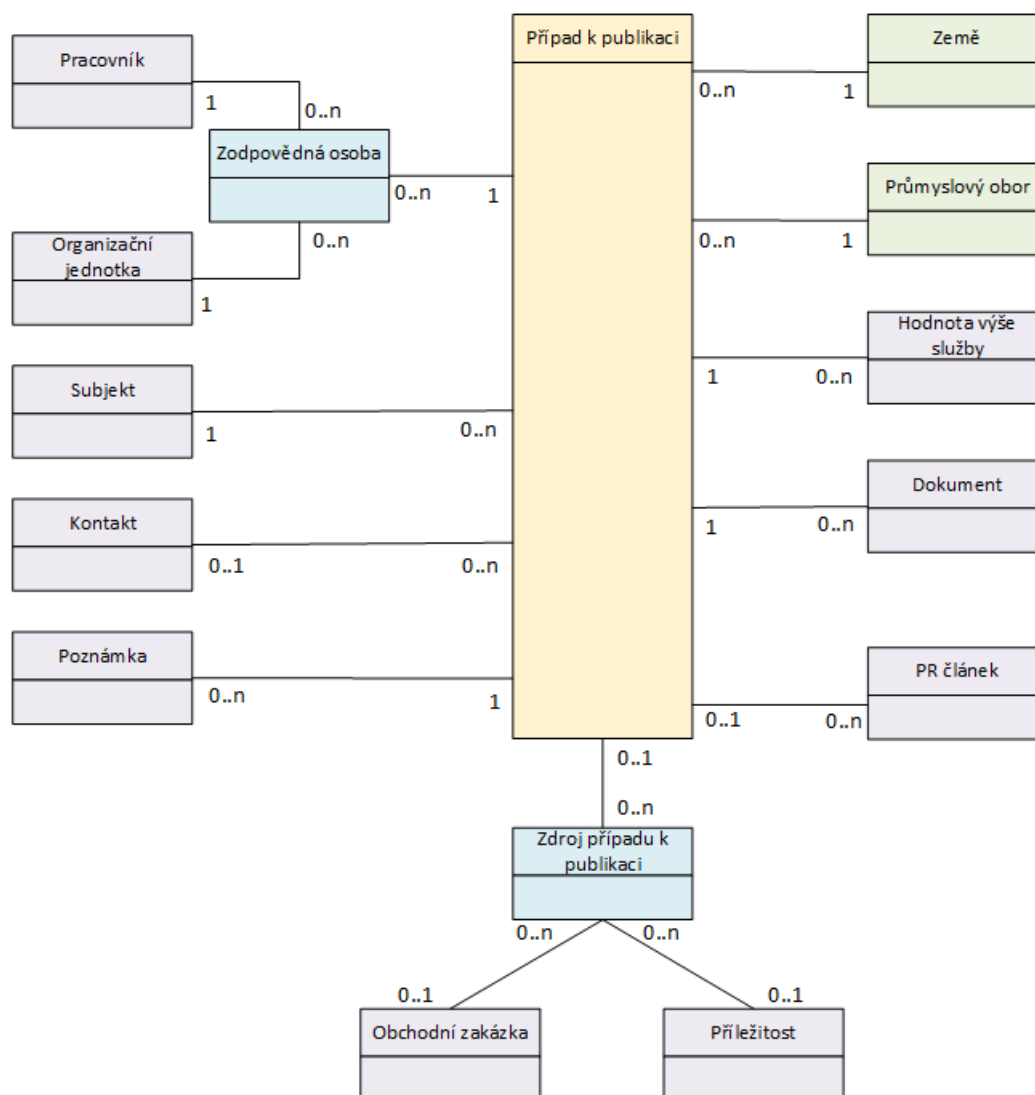 Případ k publikaci
Země
Pracovník
0..n
1
1
0..n
Zodpovědná osoba
0..n
1
Průmyslový obor
0..n
1
0..n
Organizační
jednotka
1
Hodnota výše
služby
1
0..n
Subjekt
1
0..n
Dokument
1
0..n
Kontakt
0..1
0..n
Poznámka
0..n
1
PR článek
0..1
0..n
0..1
0..n
Zdroj případu k
publikaci
0..n
0..n
0..1
0..1
Obchodní zakázka
Příležitost